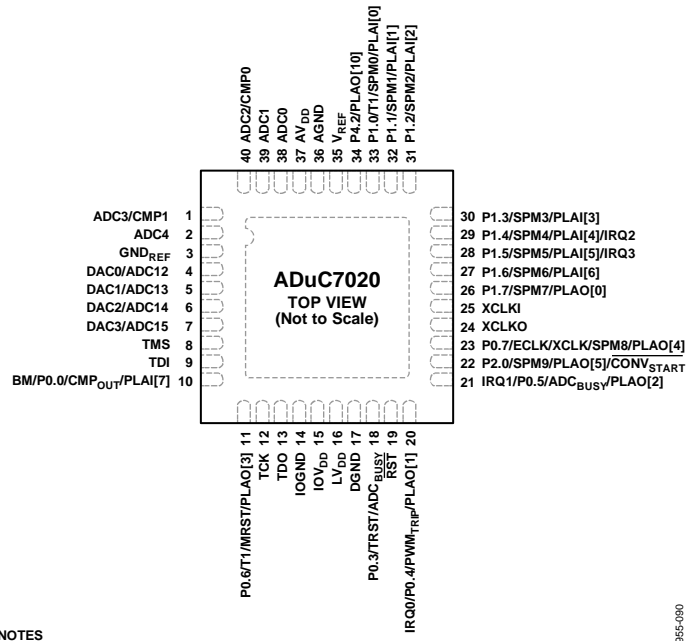 40 ADC2/CMP0
39 ADC1
38 ADC0
37 AVDD
36 AGND
35 VREF
34 P4.2/PLAO[10]
33 P1.0/T1/SPM0/PLAI[0]
32 P1.1/SPM1/PLAI[1]
31 P1.2/SPM2/PLAI[2]
ADC3/CMP1 1
ADC4 2
GNDREF 3
DAC0/ADC12 4
DAC1/ADC13 5
DAC2/ADC14 6
DAC3/ADC15 7
TMS 8
TDI 9
BM/P0.0/CMPOUT/PLAI[7] 10
ADuC7020
TOP VIEW
(Not to Scale)
30 P1.3/SPM3/PLAI[3]
29 P1.4/SPM4/PLAI[4]/IRQ2
28 P1.5/SPM5/PLAI[5]/IRQ3
27 P1.6/SPM6/PLAI[6]
26 P1.7/SPM7/PLAO[0]
25 XCLKI
24 XCLKO
23 P0.7/ECLK/XCLK/SPM8/PLAO[4]
22 P2.0/SPM9/PLAO[5]/CONVSTART
21 IRQ1/P0.5/ADCBUSY/PLAO[2]
P0.6/T1/MRST/PLAO[3] 11
TCK 12
TDO 13
IOGND 14
IOVDD 15
LVDD 16
DGND 17
P0.3/TRST/ADCBUSY 18
RST 19
IRQ0/P0.4/PWMTRIP/PLAO[1] 20
NOTES